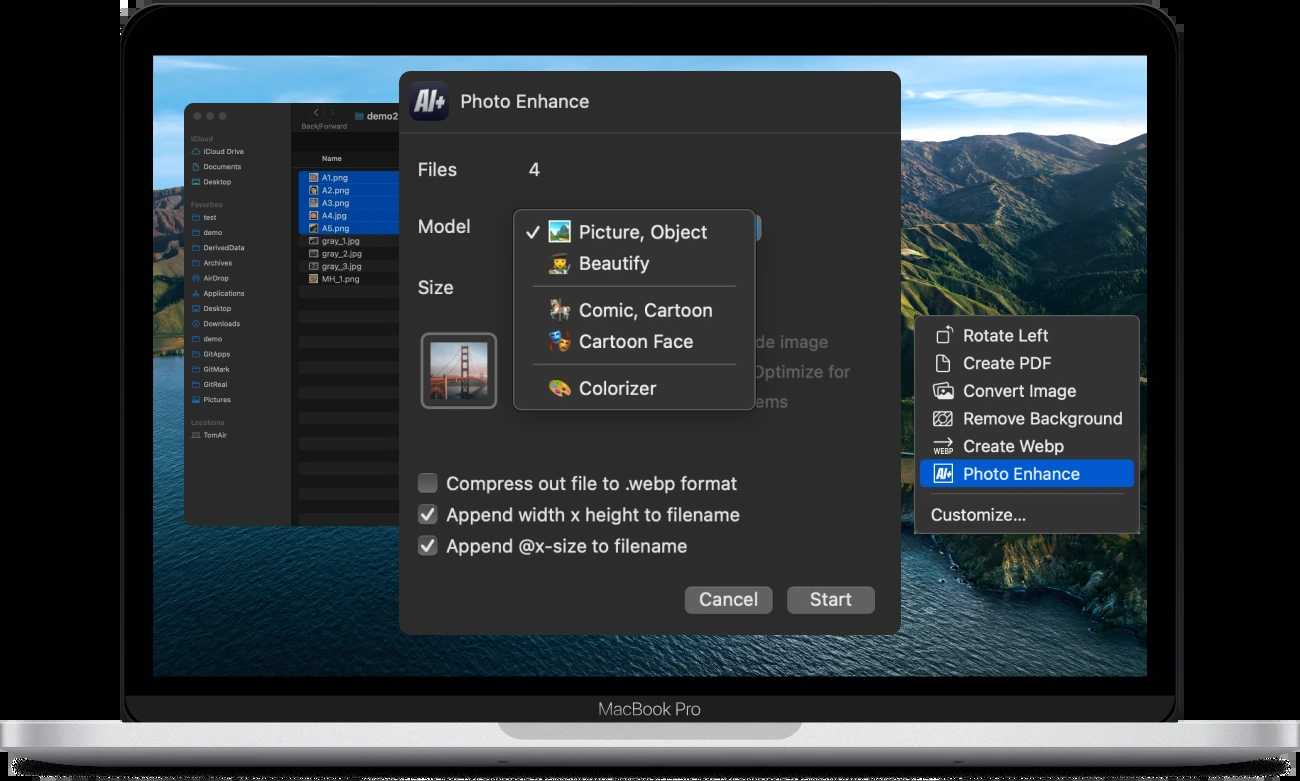 iCloud
iCloud Drive
Documents
Desktop
Favorites
test
demo
DerivedData
Archives
AirDrop
Applications
Desktop
Downloads
demo
GitApps
GitMark
GitReal
Pictures
Locations
TomAir
demo2
Back/Forward
Name
A1.png
A2.png
A3.png
A4.jpg
A5.png
gray_1.jpg
gray_2.jpg
gray_3.jpg
MH_1.png
AI+ Photo Enhance
Files 4
Model
Picture, Object
Beautify
Comic, Cartoon
Cartoon Face
Colorizer
Size
de image
Optimize for
ems
Compress out file to .webp format
Append width x height to filename
Append @x-size to filename
Cancel Start
Rotate Left
Create PDF
Convert Image
Remove Background
WEBP Create Webp
AI+ Photo Enhance
Customize...
MacBook Pro